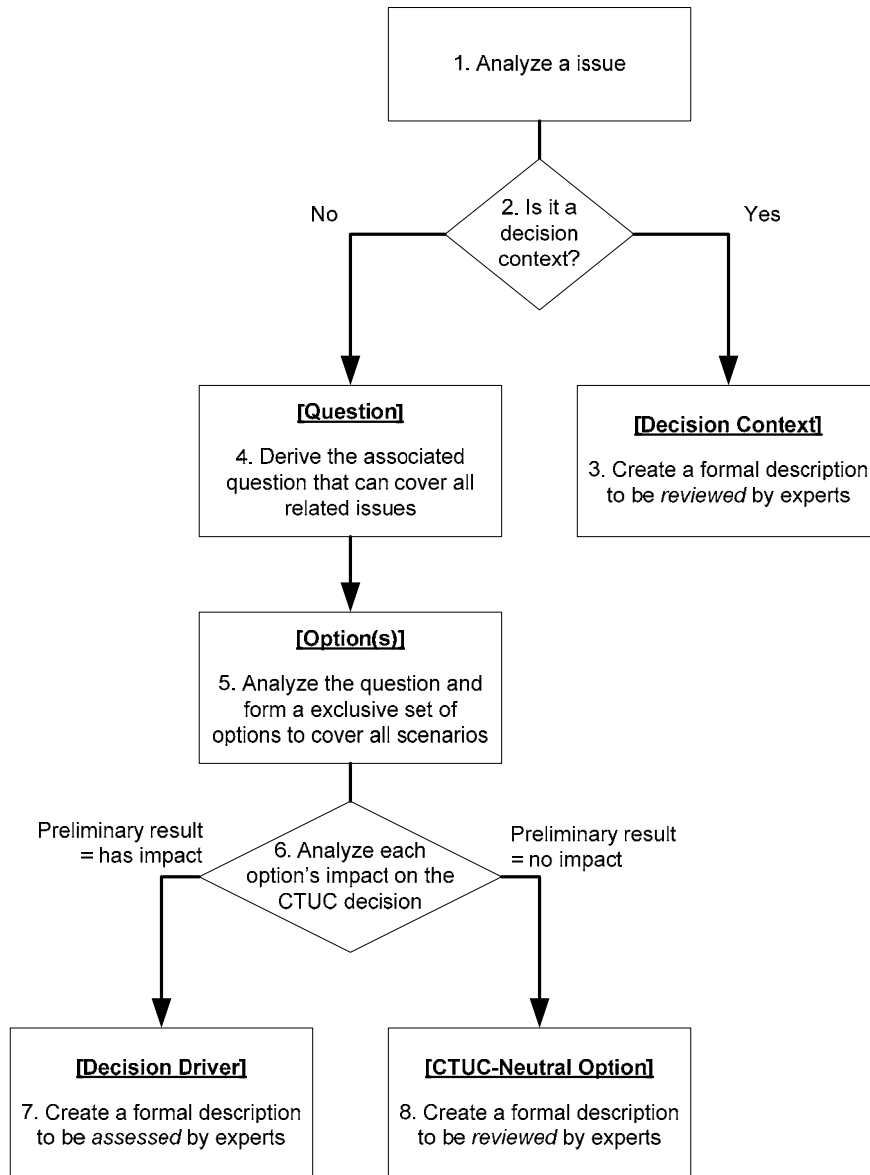 1. Analyze a issue
2. Is it a
decision
context?
No
Yes
[Question]
4. Derive the associated
question that can cover all
related issues
[Decision Context]
3. Create a formal description
to be reviewed by experts
[Option(s)]
5. Analyze the question and
form a exclusive set of
options to cover all scenarios
Preliminary result
= has impact
6. Analyze each
option’s impact on the
CTUC decision
Preliminary result
= no impact
[Decision Driver]
7. Create a formal description
to be assessed by experts
[CTUC-Neutral Option]
8. Create a formal description
to be reviewed by experts